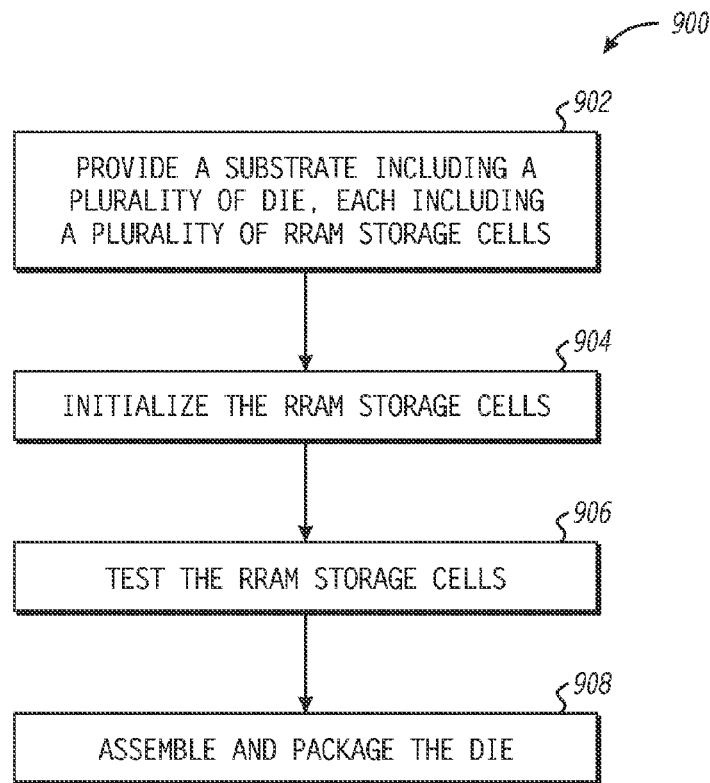 900
902
PROVIDE A SUBSTRATE INCLUDING A
PLURALITY OF DIE, EACH INCLUDING
A PLURALITY OF RRAM STORAGE CELLS
904
INITIALIZE THE RRAM STORAGE CELLS
906
TEST THE RRAM STORAGE CELLS
908
ASSEMBLE AND PACKAGE THE DIE